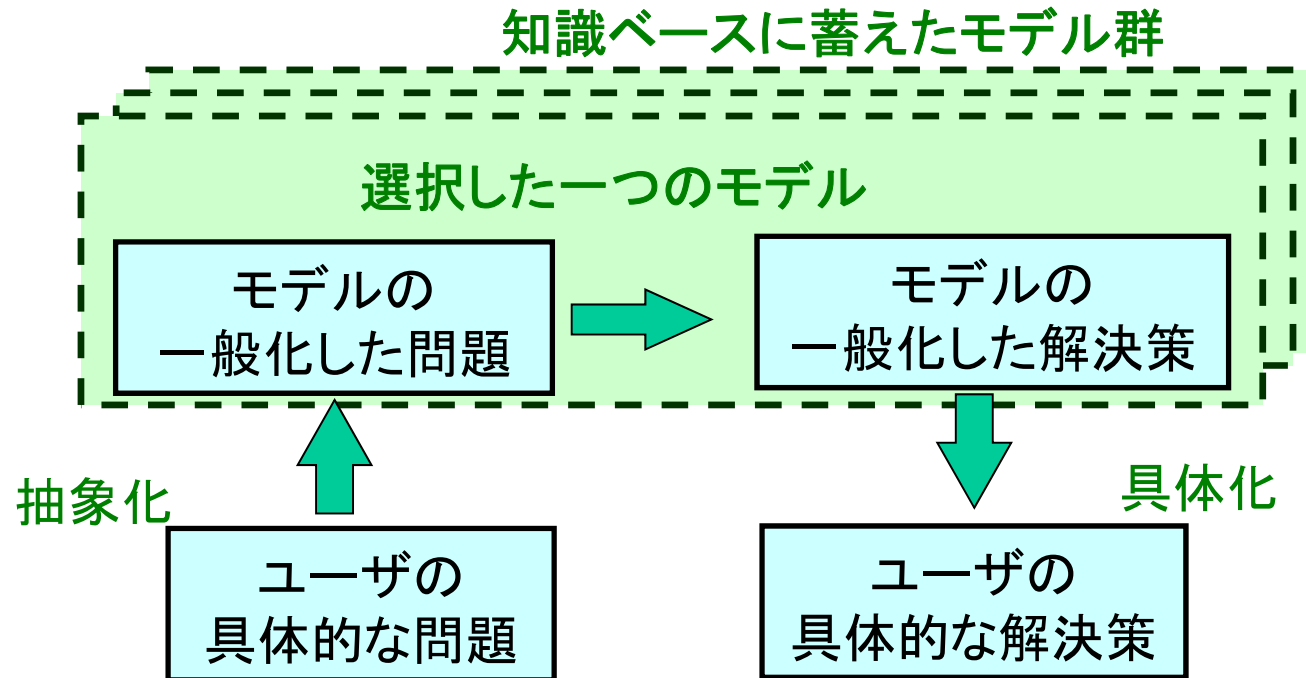 知識ベースに蓄えたモデル群
選択した一つのモデル
モデルの
一般化した問題
モデルの
一般化した解決策
抽象化
具体化
ユーザの
具体的な問題
ユーザの
具体的な解決策